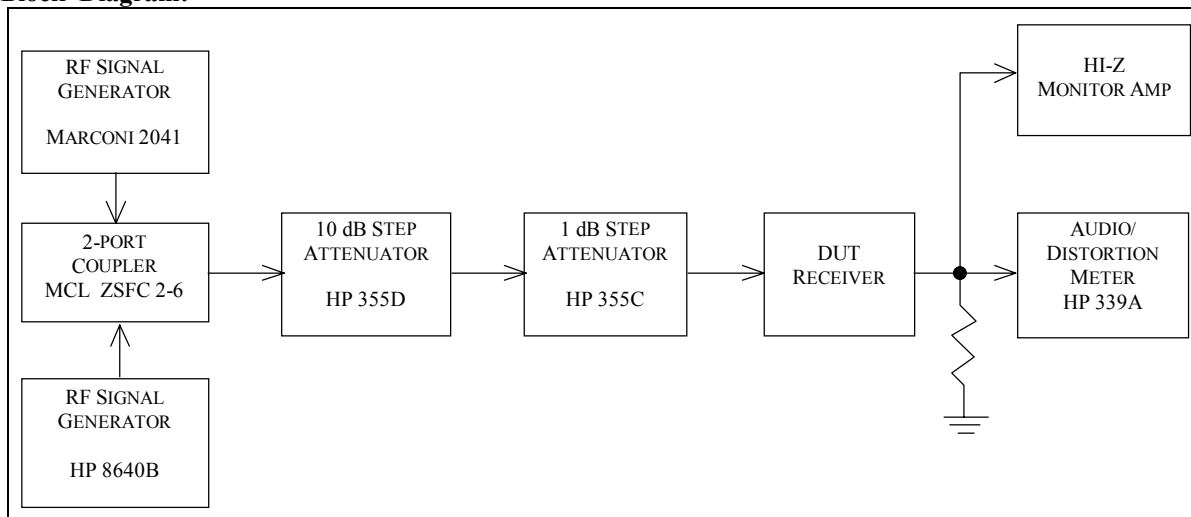 Block Diagram:
RF SIGNAL
GENERATOR
MARCONI 2041
2-PORT
COUPLER
MCL ZSFC 2-6
RF SIGNAL
GENERATOR
HP 8640B
10 dB STEP
ATTENUATOR
HP 355D
1 dB STEP
ATTENUATOR
HP 355C
DUT
RECEIVER
HI-Z
MONITOR AMP
AUDIO/
DISTORTION
METER
HP 339A